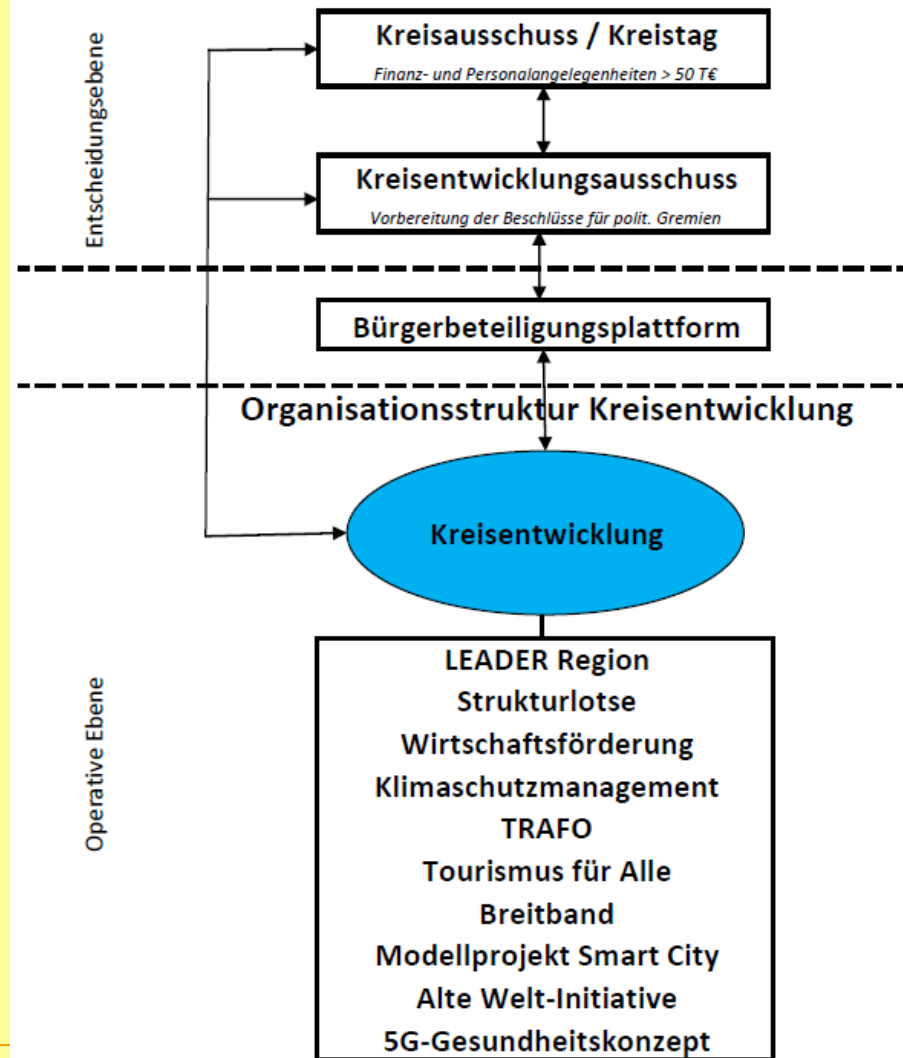 Entscheidungsebene
Kreisausschuss / Kreistag
Finanz- und Personalangelegenheiten > 50 T€
Kreisentwicklungsausschuss
Vorbereitung der Beschlüsse für polit. Gremien
Bürgerbeteiligungsplattform
Organisationsstruktur Kreisentwicklung
Kreisentwicklung
Operative Ebene
LEADER Region
Strukturlotse
Wirtschaftsförderung
Klimaschutzmanagement
TRAFO
Tourismus für Alle
Breitband
Modellprojekt Smart City
Alte Welt-Initiative
5G-Gesundheitskonzept